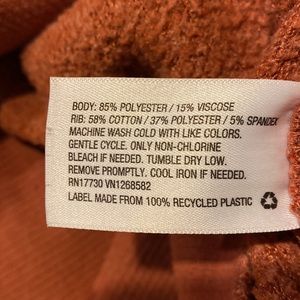 BODY: 85% POLYESTER / 15% VISCOSE
RIB: 58% COTTON / 37% POLYESTER / 5% SPANDEX
MACHINE WASH COLD WITH LIKE COLORS.
GENTLE CYCLE. ONLY NON-CHLORINE
BLEACH IF NEEDED. TUMBLE DRY LOW.
REMOVE PROMPTLY. COOL IRON IF NEEDED.
RN17730 VN1268582
LABEL MADE FROM 100% RECYCLED PLASTIC